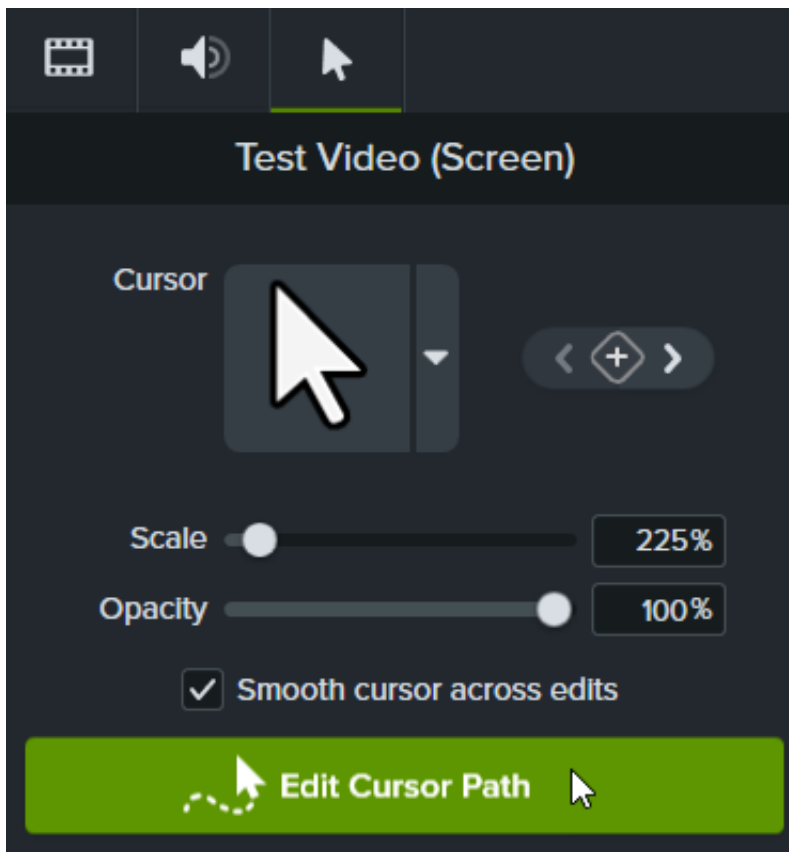 Test Video (Screen)
Cursor
Scale 225%
Opacity 100%
Smooth cursor across edits
Edit Cursor Path